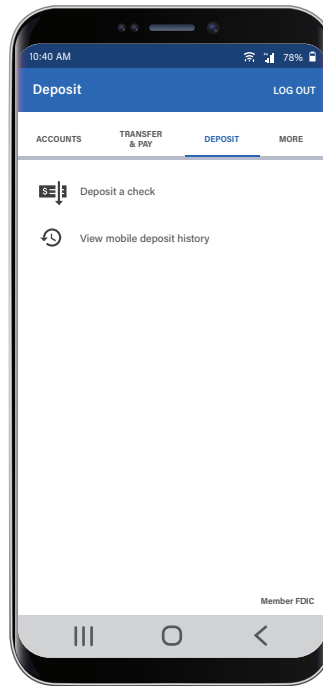 10:40 AM 78%
Deposit LOG OUT
ACCOUNTS TRANSFER & PAY DEPOSIT MORE
Deposit a check
View mobile deposit history
Member FDIC